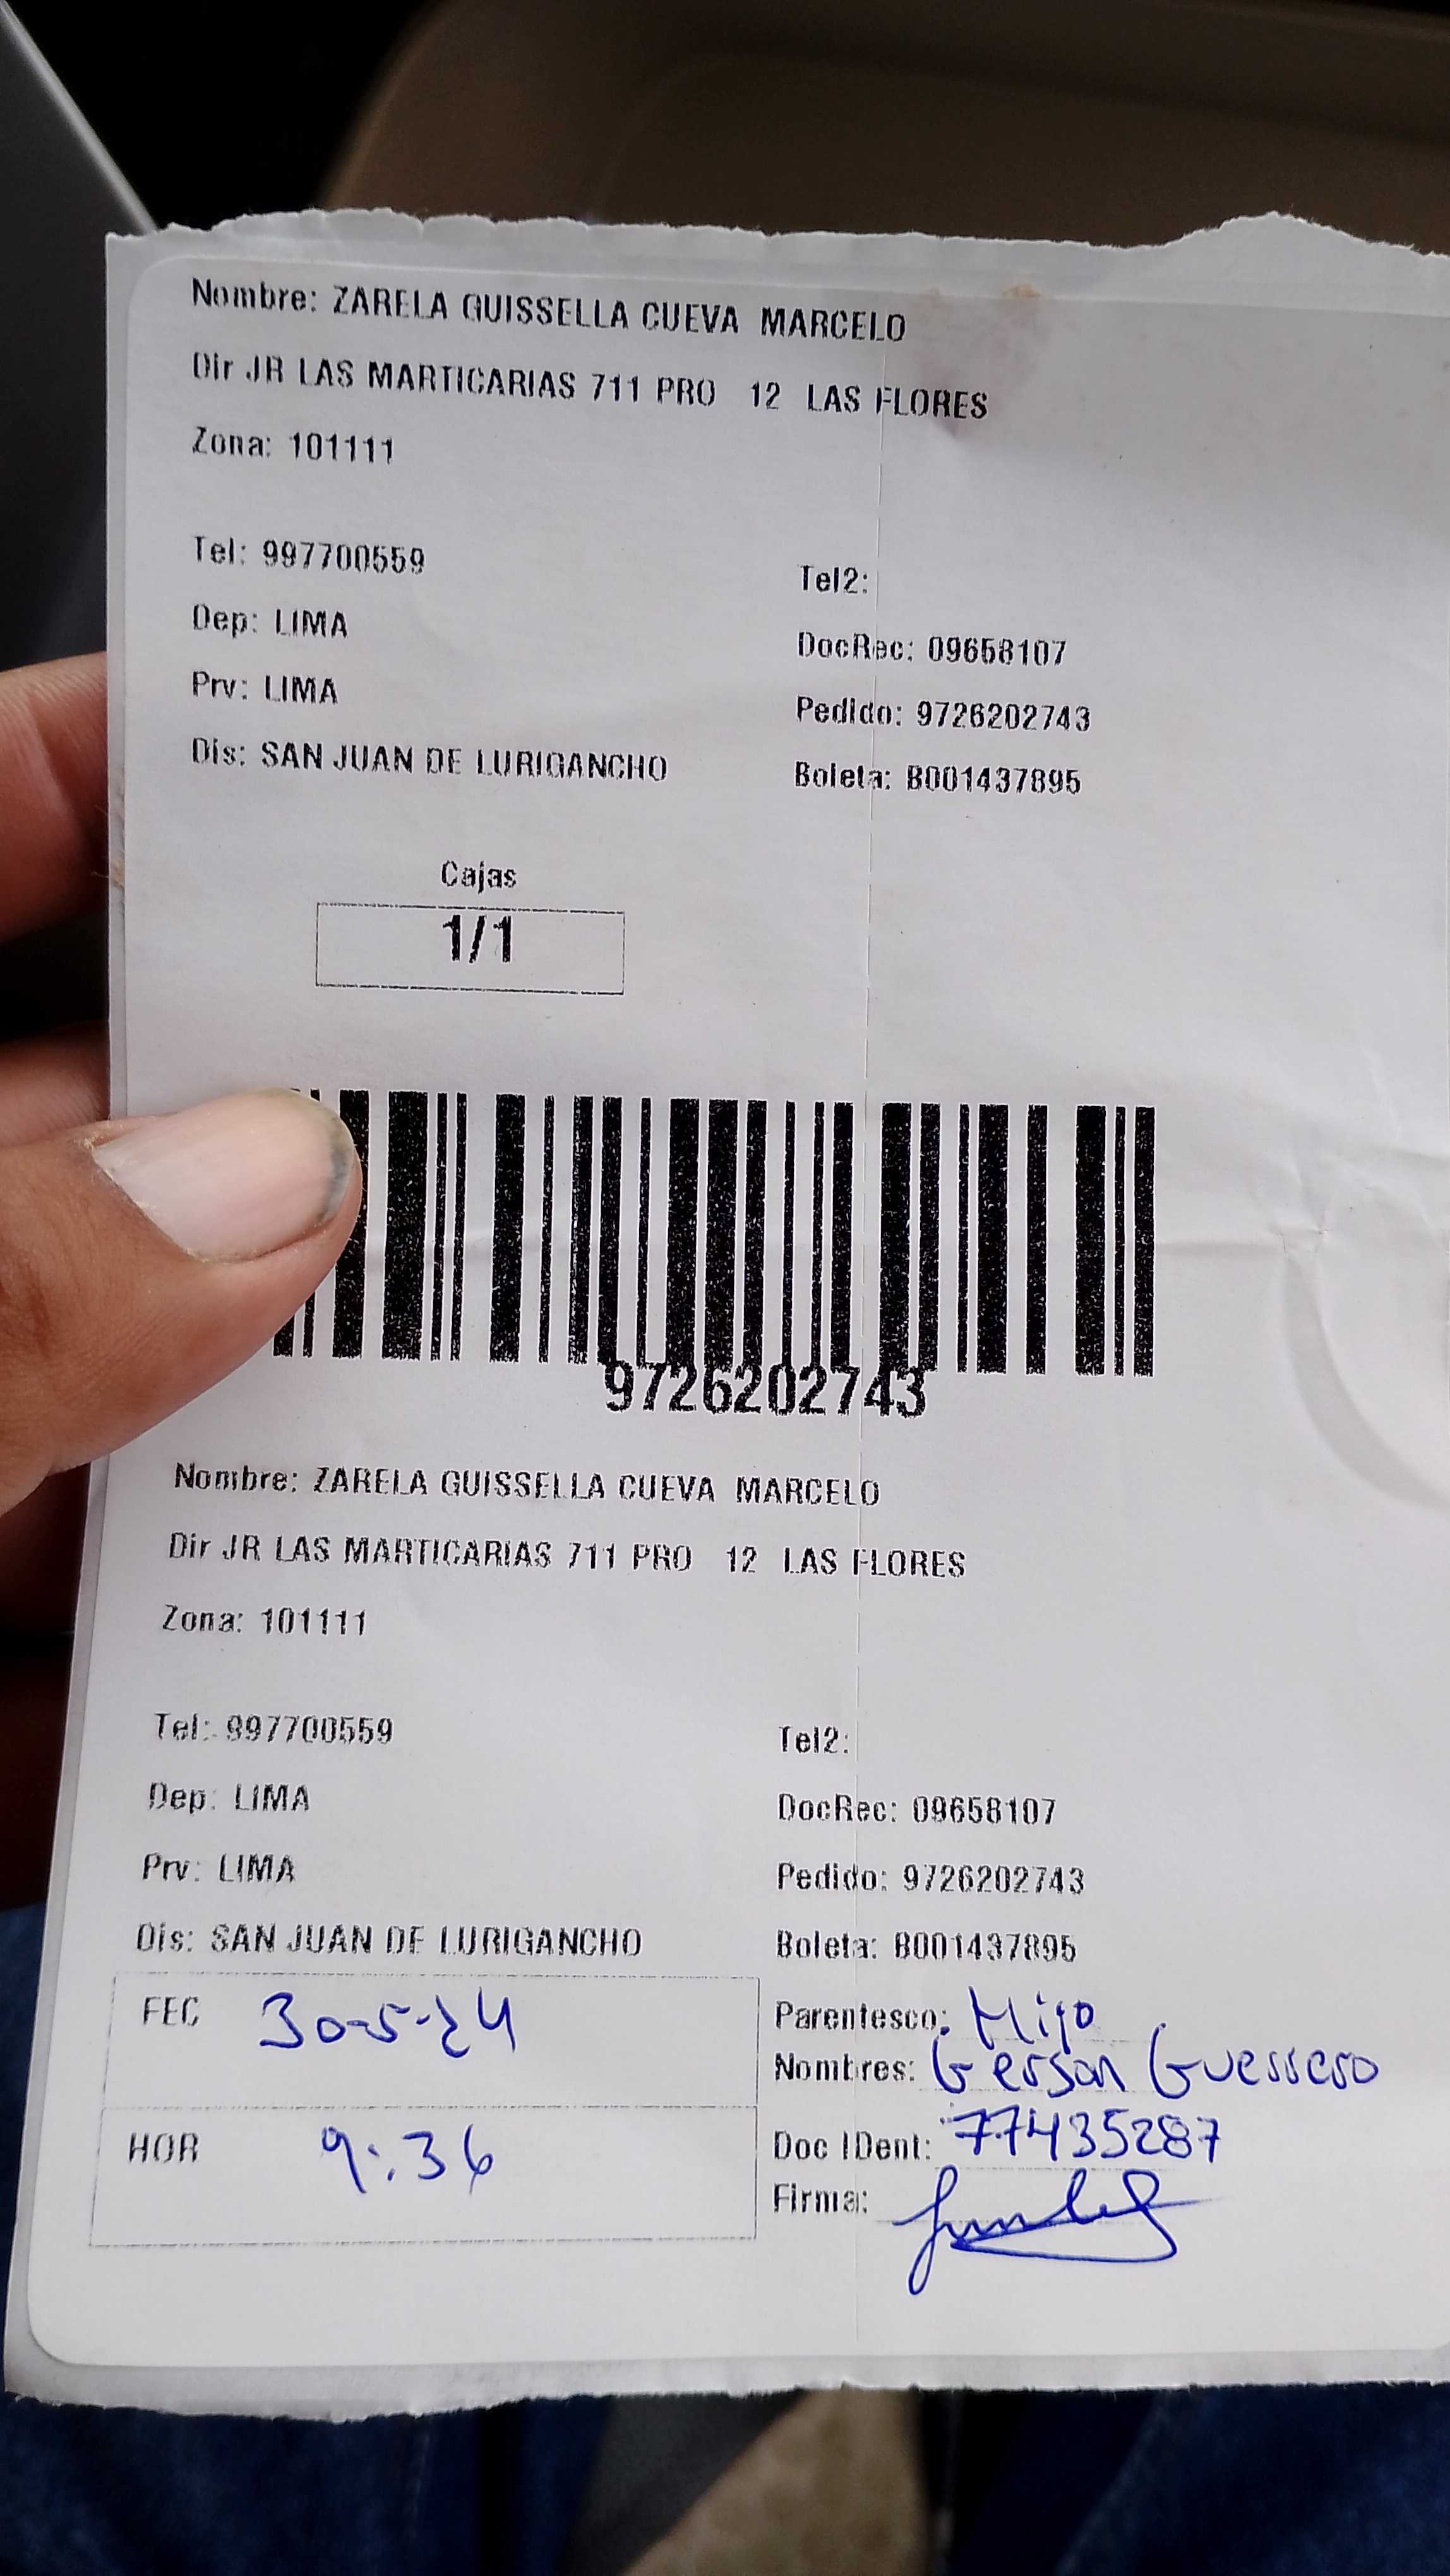 Nombre: ZARELA GUISSELLA CUEVA MARCELO
Dir JR LAS MARTICARIAS 711 PRO 12 LAS FLORES
Zona: 101111
Tel: 997700559 Tel2:
Dep: LIMA DocRec: 09658107
Prv: LIMA Pedido: 9726202743
Dis: SAN JUAN DE LURIGANCHO Boleta: B001437895
Cajas
1/1
9726202743
Nombre: ZARELA GUISSELLA CUEVA MARCELO
Dir JR LAS MARTICARIAS 711 PRO 12 LAS FLORES
Zona: 101111
Tel: 997700559 Tel2:
Dep: LIMA DocRec: 09658107
Prv: LIMA Pedido: 9726202743
Dis: SAN JUAN DE LURIGANCHO Boleta: B001437895
FEC 30-5-24 Parentesco: Hijo
Nombres: Gerson Guerrero
HOR 9:36 Doc IDent: 77435287
Firma: